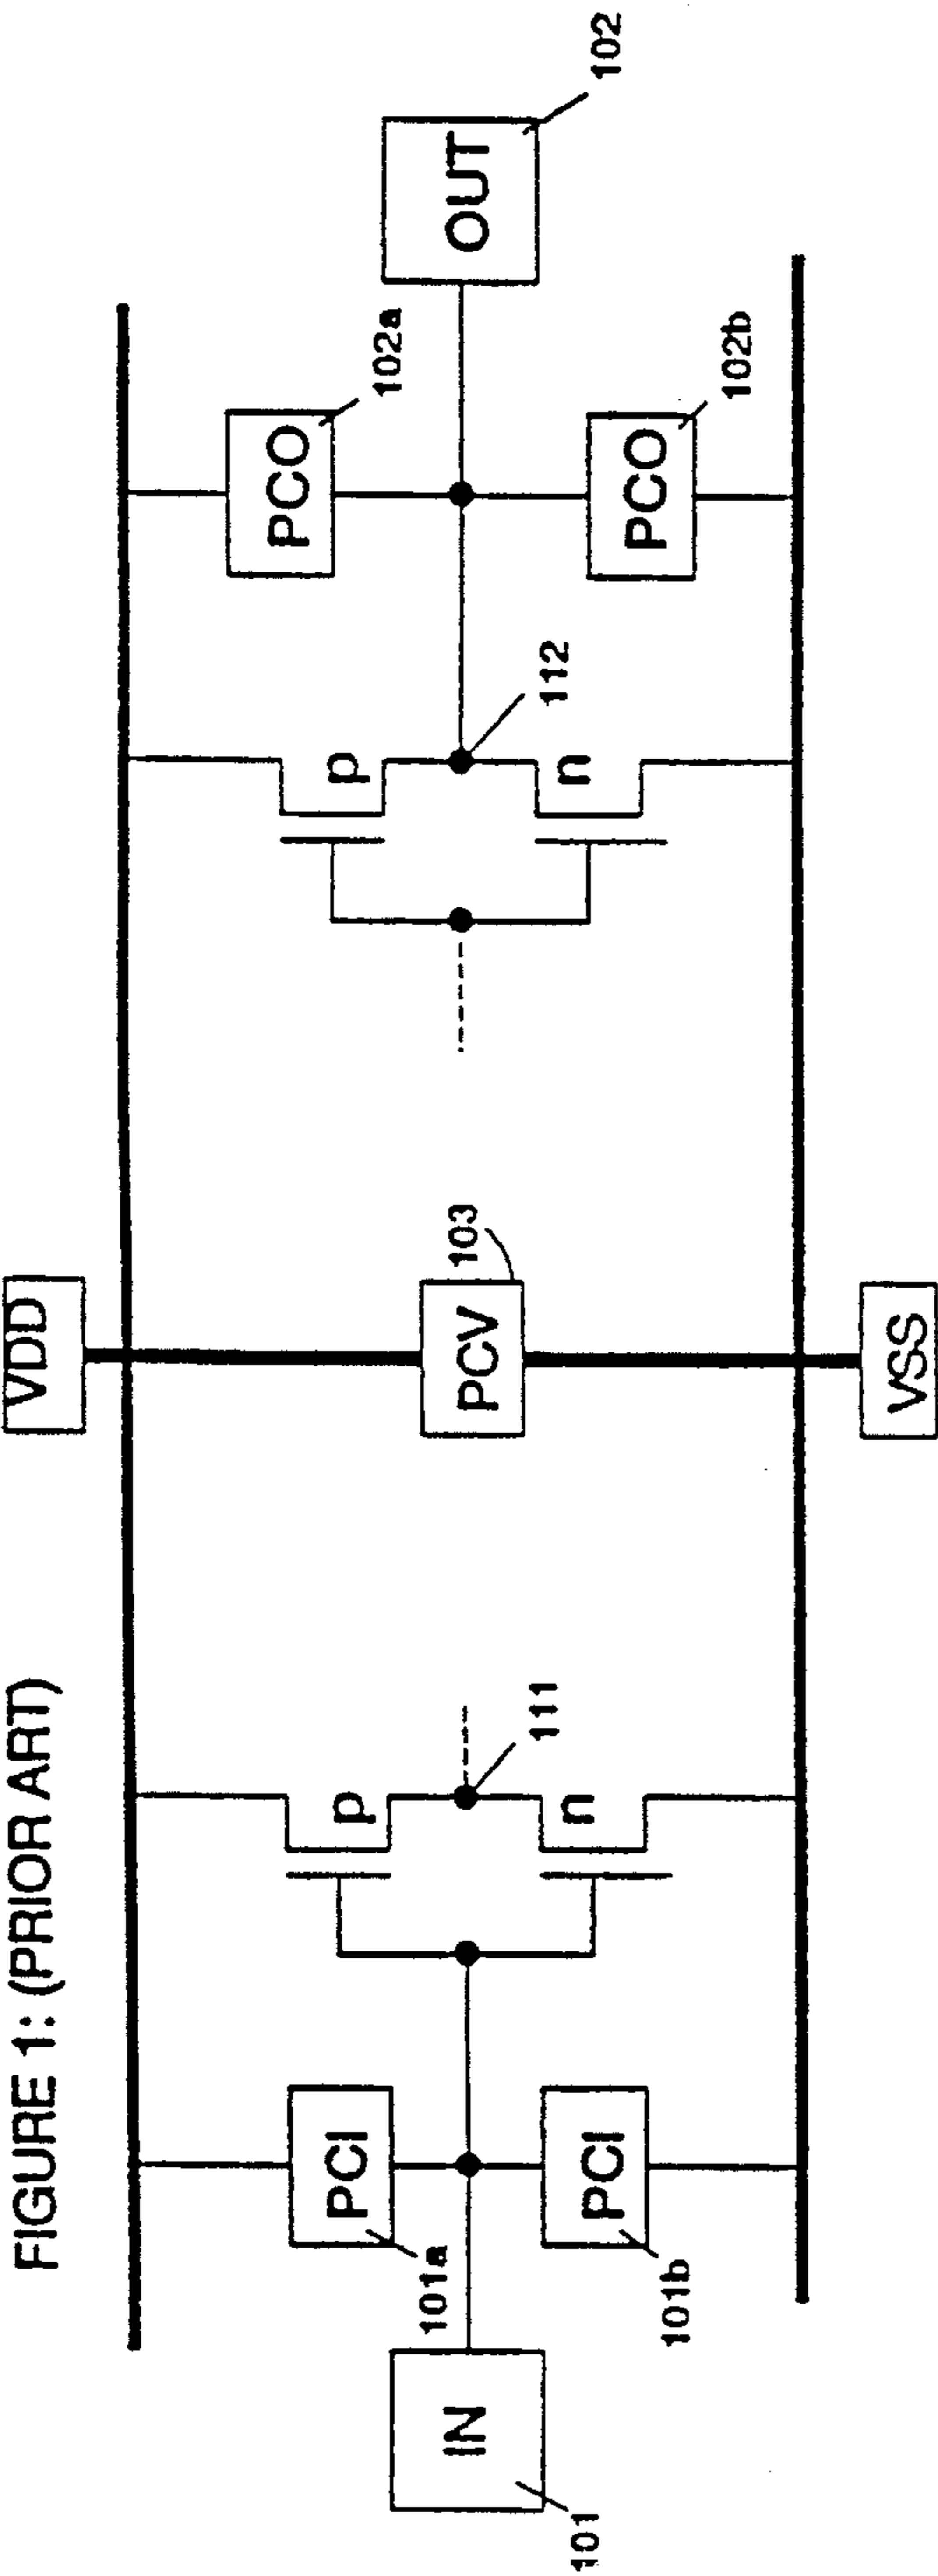 FIGURE 1: (PRIOR ART)
VDD
IN
101
PCI
101a
PCI
101b
p
n
111
PCV
103
p
n
112
PCO
102a
PCO
102b
OUT
102
VSS